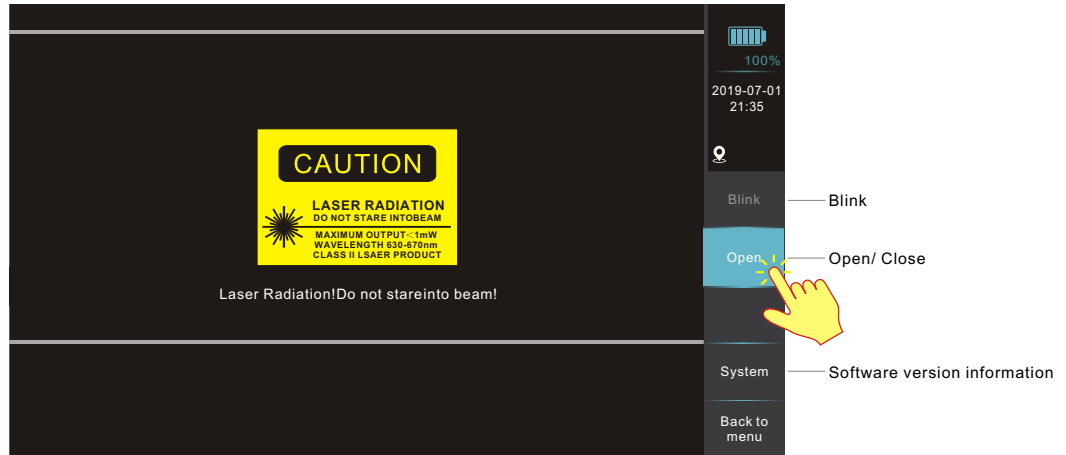 100%
2019-07-01
21:35
CAUTION
LASER RADIATION
DO NOT STARE INTOBEAM
MAXIMUM OUTPUT<1mW
WAVELENGTH 630-670nm
CLASS II LSAER PRODUCT
Laser Radiation!Do not stareinto beam!
Blink
Blink
Open
Open/ Close
System
Software version information
Back to
menu